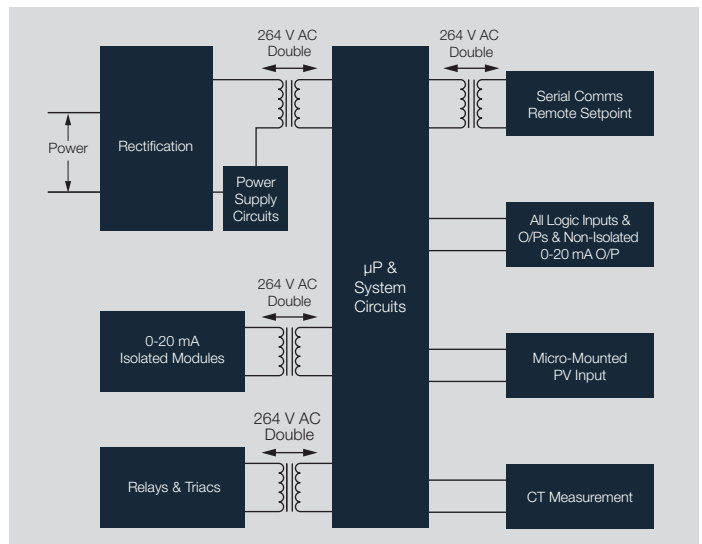 264 V AC
Double
264 V AC
Double
Power
Rectification
Power
Supply
Circuits
Serial Comms
Remote Setpoint
All Logic Inputs &
O/Ps & Non-Isolated
0-20 mA O/P
µP &
System
Circuits
264 V AC
Double
0-20 mA
Isolated Modules
Micro-Mounted
PV Input
264 V AC
Double
Relays & Triacs
CT Measurement